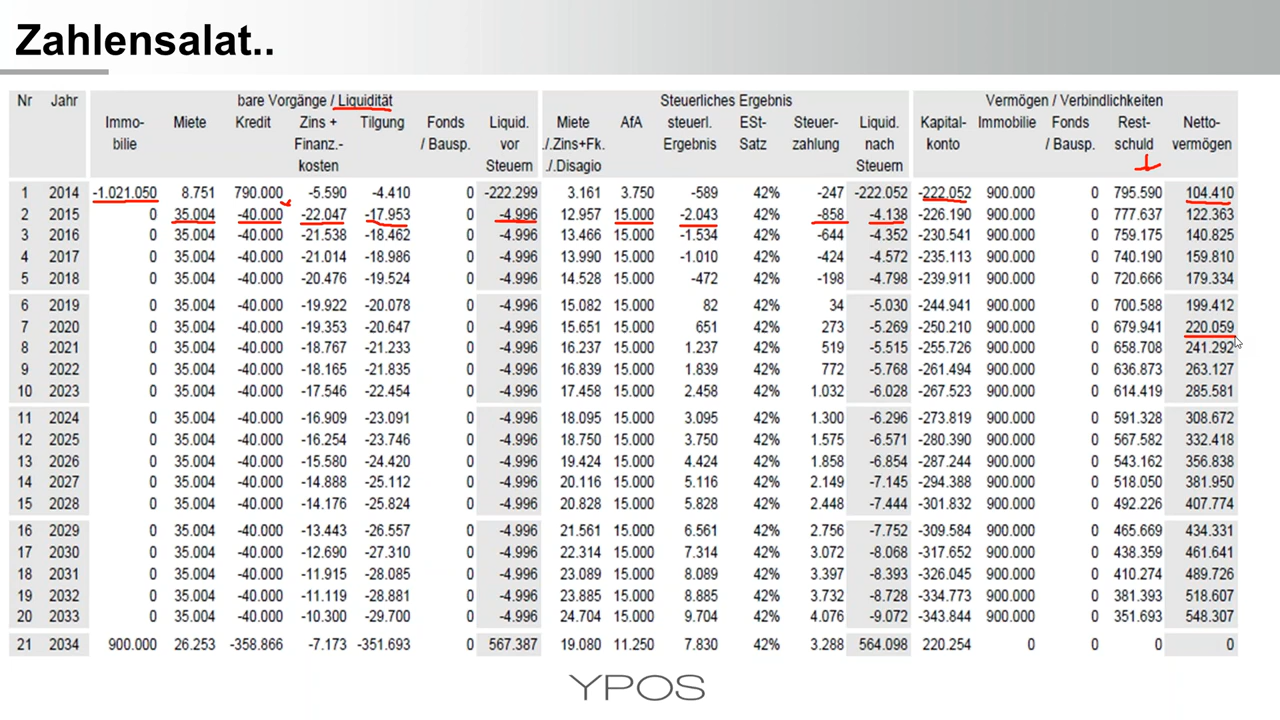 Zahlensalat..
Nr Jahr bare Vorgänge / Liquidität Steuerliches Ergebnis Vermögen / Verbindlichkeiten
Immo- Miete Kredit Zins + Tilgung Fonds Liquid. Miete AfA steuerl. ESt- Steuer- Liquid. Kapital- Immobilie Fonds Rest- Netto-
bilie Finanz.- / Bausp. vor ./.Zins+Fk. Ergebnis Satz zahlung nach konto / Bausp. schuld vermögen
kosten Steuern ./.Disagio Steuern
1 2014 -1.021.050 8.751 790.000 -5.590 -4.410 0 -222.299 3.161 3.750 -589 42% -247 -222.052 -222.052 900.000 0 795.590 104.410
2 2015 0 35.004 -40.000 -22.047 -17.953 0 -4.996 12.957 15.000 -2.043 42% -858 -4.138 -226.190 900.000 0 777.637 122.363
3 2016 0 35.004 -40.000 -21.538 -18.462 0 -4.996 13.466 15.000 -1.534 42% -644 -4.352 -230.541 900.000 0 759.175 140.825
4 2017 0 35.004 -40.000 -21.014 -18.986 0 -4.996 13.990 15.000 -1.010 42% -424 -4.572 -235.113 900.000 0 740.190 159.810
5 2018 0 35.004 -40.000 -20.476 -19.524 0 -4.996 14.528 15.000 -472 42% -198 -4.798 -239.911 900.000 0 720.666 179.334
6 2019 0 35.004 -40.000 -19.922 -20.078 0 -4.996 15.082 15.000 82 42% 34 -5.030 -244.941 900.000 0 700.588 199.412
7 2020 0 35.004 -40.000 -19.353 -20.647 0 -4.996 15.651 15.000 651 42% 273 -5.269 -250.210 900.000 0 679.941 220.059
8 2021 0 35.004 -40.000 -18.767 -21.233 0 -4.996 16.237 15.000 1.237 42% 519 -5.515 -255.726 900.000 0 658.708 241.292
9 2022 0 35.004 -40.000 -18.165 -21.835 0 -4.996 16.839 15.000 1.839 42% 772 -5.768 -261.494 900.000 0 636.873 263.127
10 2023 0 35.004 -40.000 -17.546 -22.454 0 -4.996 17.458 15.000 2.458 42% 1.032 -6.028 -267.523 900.000 0 614.419 285.581
11 2024 0 35.004 -40.000 -16.909 -23.091 0 -4.996 18.095 15.000 3.095 42% 1.300 -6.296 -273.819 900.000 0 591.328 308.672
12 2025 0 35.004 -40.000 -16.254 -23.746 0 -4.996 18.750 15.000 3.750 42% 1.575 -6.571 -280.390 900.000 0 567.582 332.418
13 2026 0 35.004 -40.000 -15.580 -24.420 0 -4.996 19.424 15.000 4.424 42% 1.858 -6.854 -287.244 900.000 0 543.162 356.838
14 2027 0 35.004 -40.000 -14.888 -25.112 0 -4.996 20.116 15.000 5.116 42% 2.149 -7.145 -294.388 900.000 0 518.050 381.950
15 2028 0 35.004 -40.000 -14.176 -25.824 0 -4.996 20.828 15.000 5.828 42% 2.448 -7.444 -301.832 900.000 0 492.226 407.774
16 2029 0 35.004 -40.000 -13.443 -26.557 0 -4.996 21.561 15.000 6.561 42% 2.756 -7.752 -309.584 900.000 0 465.669 434.331
17 2030 0 35.004 -40.000 -12.690 -27.310 0 -4.996 22.314 15.000 7.314 42% 3.072 -8.068 -317.652 900.000 0 438.359 461.641
18 2031 0 35.004 -40.000 -11.915 -28.085 0 -4.996 23.089 15.000 8.089 42% 3.397 -8.393 -326.045 900.000 0 410.274 489.726
19 2032 0 35.004 -40.000 -11.119 -28.881 0 -4.996 23.885 15.000 8.885 42% 3.732 -8.728 -334.773 900.000 0 381.393 518.607
20 2033 0 35.004 -40.000 -10.300 -29.700 0 -4.996 24.704 15.000 9.704 42% 4.076 -9.072 -343.844 900.000 0 351.693 548.307
21 2034 900.000 26.253 -358.866 -7.173 -351.693 0 567.387 19.080 11.250 7.830 42% 3.288 564.098 220.254 0 0 0 0
YPOS